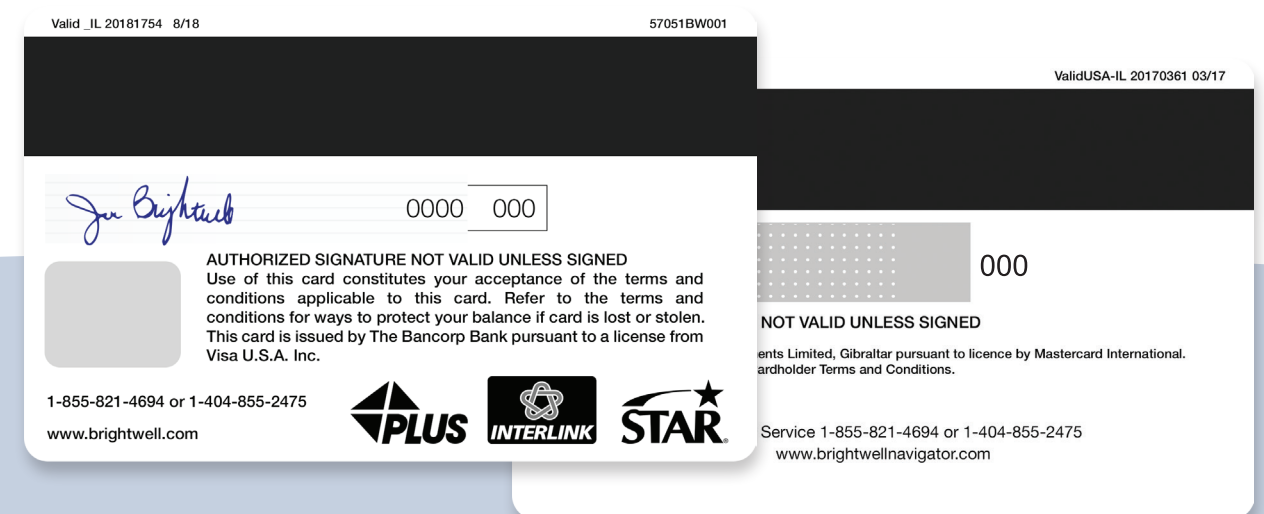 Valid _IL 20181754 8/18
57051BW001
Joe Brightwell
0000 000
AUTHORIZED SIGNATURE NOT VALID UNLESS SIGNED
Use of this card constitutes your acceptance of the terms and
conditions applicable to this card. Refer to the terms and
conditions for ways to protect your balance if card is lost or stolen.
This card is issued by The Bancorp Bank pursuant to a license from
Visa U.S.A. Inc.
1-855-821-4694 or 1-404-855-2475
www.brightwell.com
PLUS
INTERLINK
STAR
ValidUSA-IL 20170361 03/17
000
NOT VALID UNLESS SIGNED
ents Limited, Gibraltar pursuant to licence by Mastercard International.
ardholder Terms and Conditions.
Service 1-855-821-4694 or 1-404-855-2475
www.brightwellnavigator.com